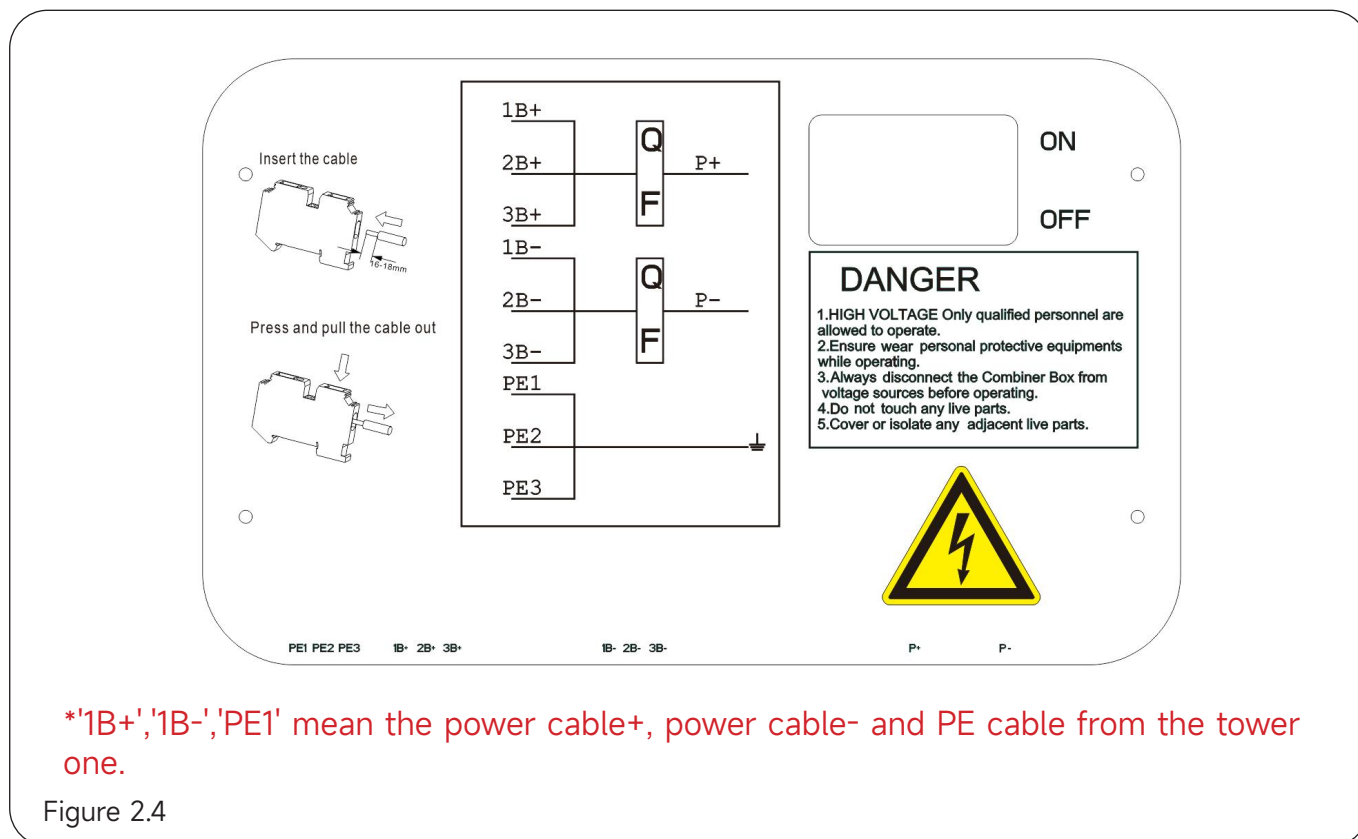 Insert the cable
16-18mm
Press and pull the cable out
1B+
2B+
3B+
Q
F
P+
1B-
2B-
3B-
Q
F
P-
PE1
PE2
PE3
ON
OFF
DANGER
1.HIGH VOLTAGE Only qualified personnel are
allowed to operate.
2.Ensure wear personal protective equipments
while operating.
3.Always disconnect the Combiner Box from
voltage sources before operating.
4.Do not touch any live parts.
5.Cover or isolate any adjacent live parts.
PE1 PE2 PE3 1B+ 2B+ 3B+ 1B- 2B- 3B- P+ P-
*'1B+','1B-','PE1' mean the power cable+, power cable- and PE cable from the tower
one.
Figure 2.4